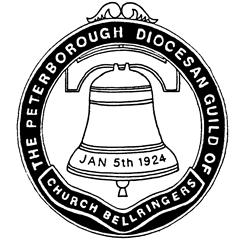 THE PETERBOROUGH DIOCESAN GUILD OF
CHURCH BELLRINGERS
JAN 5th 1924